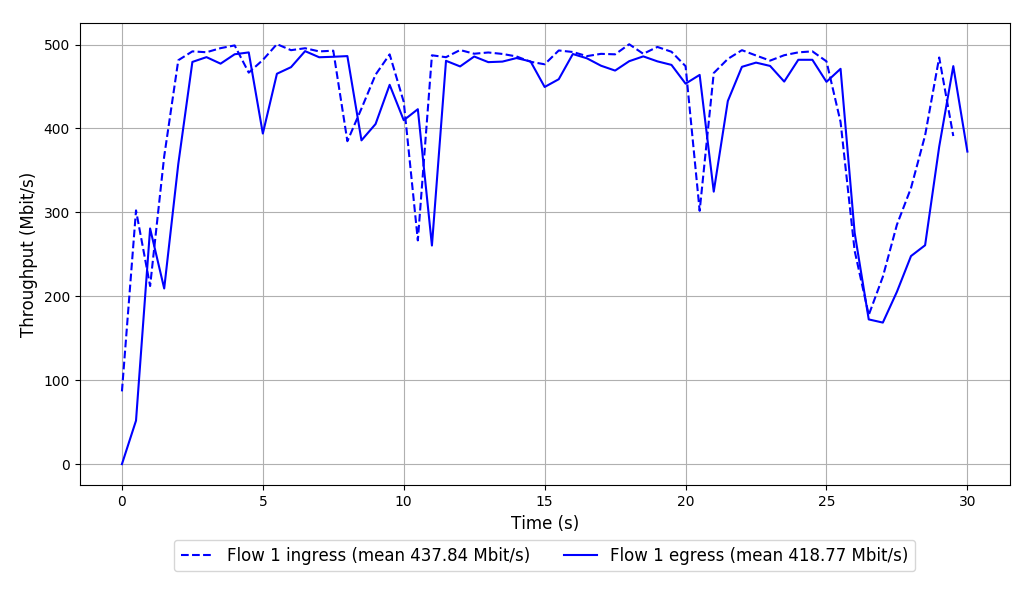 Throughput (Mbit/s)
500
400
300
200
100
0
0 5 10 15 20 25 30
Time (s)
Flow 1 ingress (mean 437.84 Mbit/s) Flow 1 egress (mean 418.77 Mbit/s)